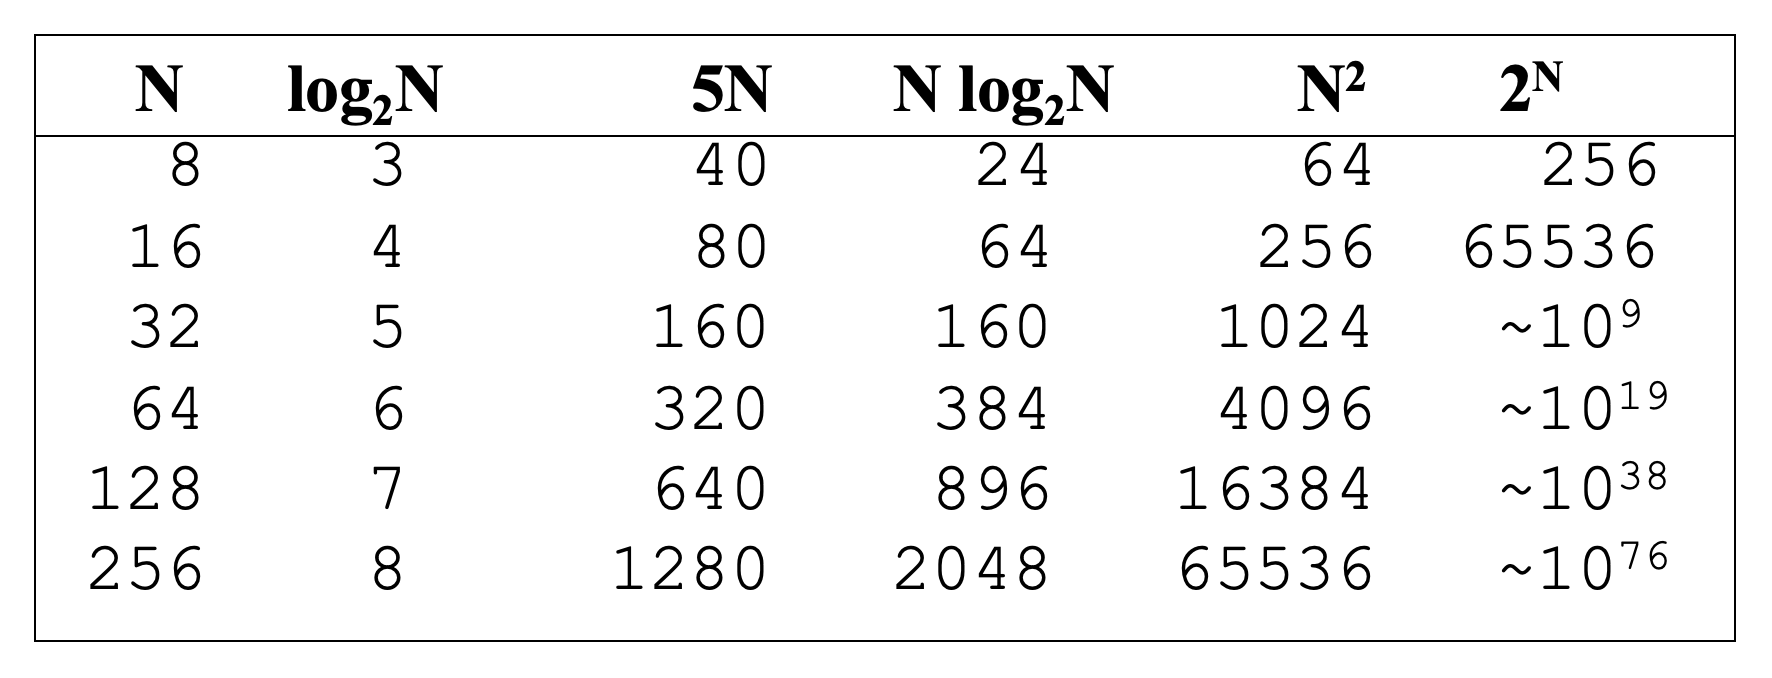 N log₂N 5N N log₂N N² 2ᴺ
8 3 40 24 64 256
16 4 80 64 256 65536
32 5 160 160 1024 ~10⁹
64 6 320 384 4096 ~10¹⁹
128 7 640 896 16384 ~10³⁸
256 8 1280 2048 65536 ~10⁷⁶